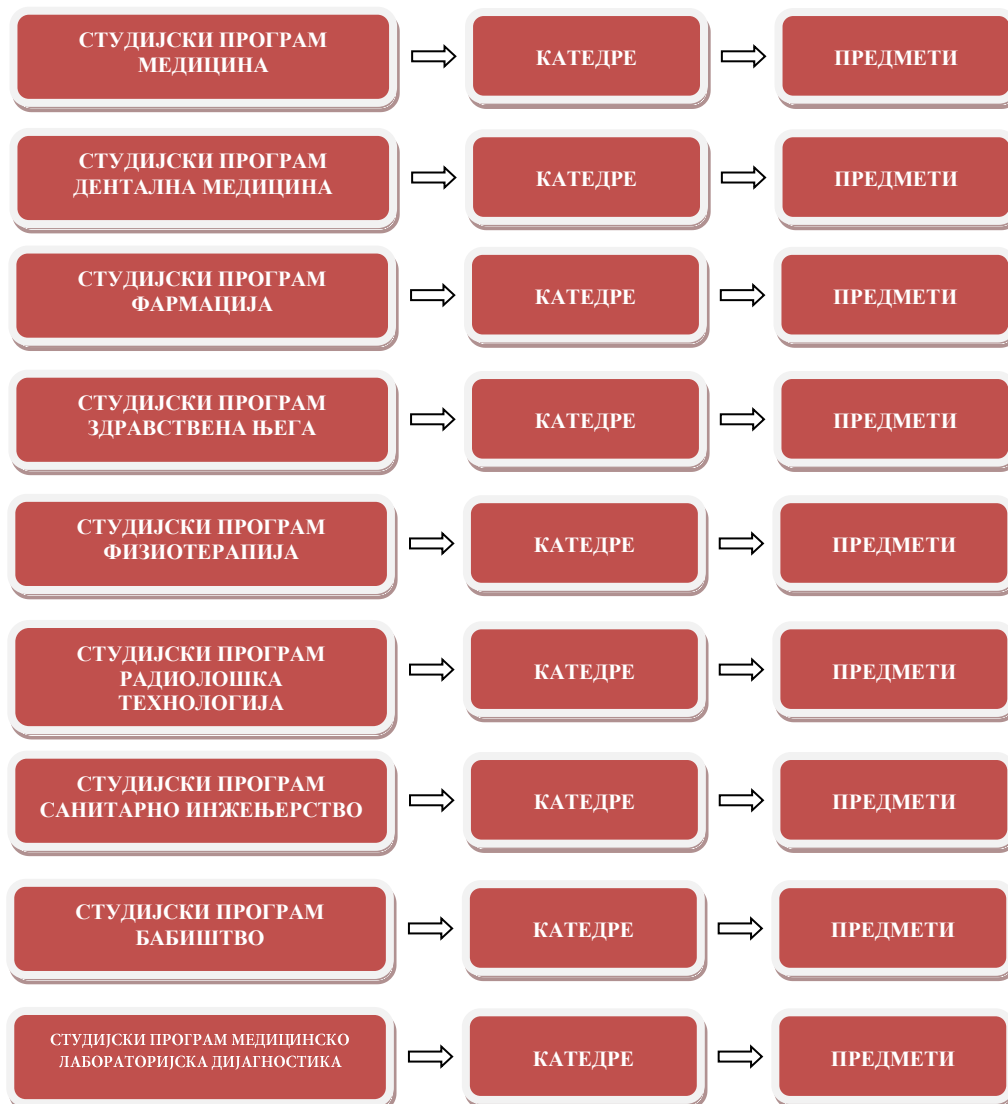 СТУДИЈСКИ ПРОГРАМ
МЕДИЦИНА
КАТЕДРЕ
ПРЕДМЕТИ
СТУДИЈСКИ ПРОГРАМ
ДЕНТАЛНА МЕДИЦИНА
КАТЕДРЕ
ПРЕДМЕТИ
СТУДИЈСКИ ПРОГРАМ
ФАРМАЦИЈА
КАТЕДРЕ
ПРЕДМЕТИ
СТУДИЈСКИ ПРОГРАМ
ЗДРАВСТВЕНА ЊЕГА
КАТЕДРЕ
ПРЕДМЕТИ
СТУДИЈСКИ ПРОГРАМ
ФИЗИОТЕРАПИЈА
КАТЕДРЕ
ПРЕДМЕТИ
СТУДИЈСКИ ПРОГРАМ
РАДИОЛОШКА
ТЕХНОЛОГИЈА
КАТЕДРЕ
ПРЕДМЕТИ
СТУДИЈСКИ ПРОГРАМ
САНИТАРНО ИНЖЕЊЕРСТВО
КАТЕДРЕ
ПРЕДМЕТИ
СТУДИЈСКИ ПРОГРАМ
БАБИШТВО
КАТЕДРЕ
ПРЕДМЕТИ
СТУДИЈСКИ ПРОГРАМ МЕДИЦИНСКО
ЛАБОРАТОРИЈСКА ДИЈАГНОСТИКА
КАТЕДРЕ
ПРЕДМЕТИ